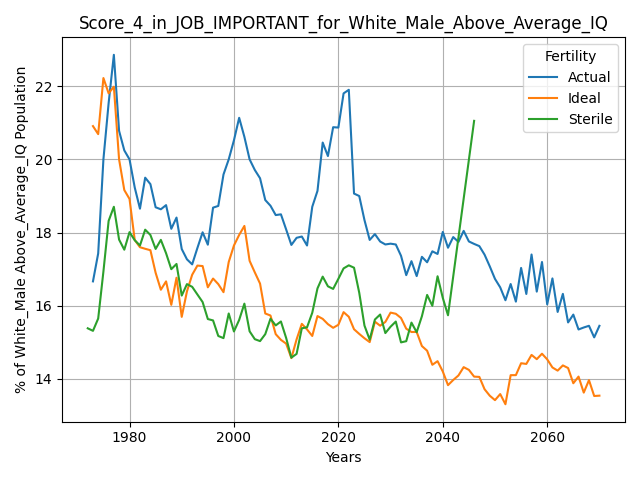 Score_4_in_JOB_IMPORTANT_for_White_Male_Above_Average_IQ
% of White_Male Above_Average_IQ Population
22
20
18
16
14
1980
2000
2020
2040
2060
Years
Fertility
Actual
Ideal
Sterile